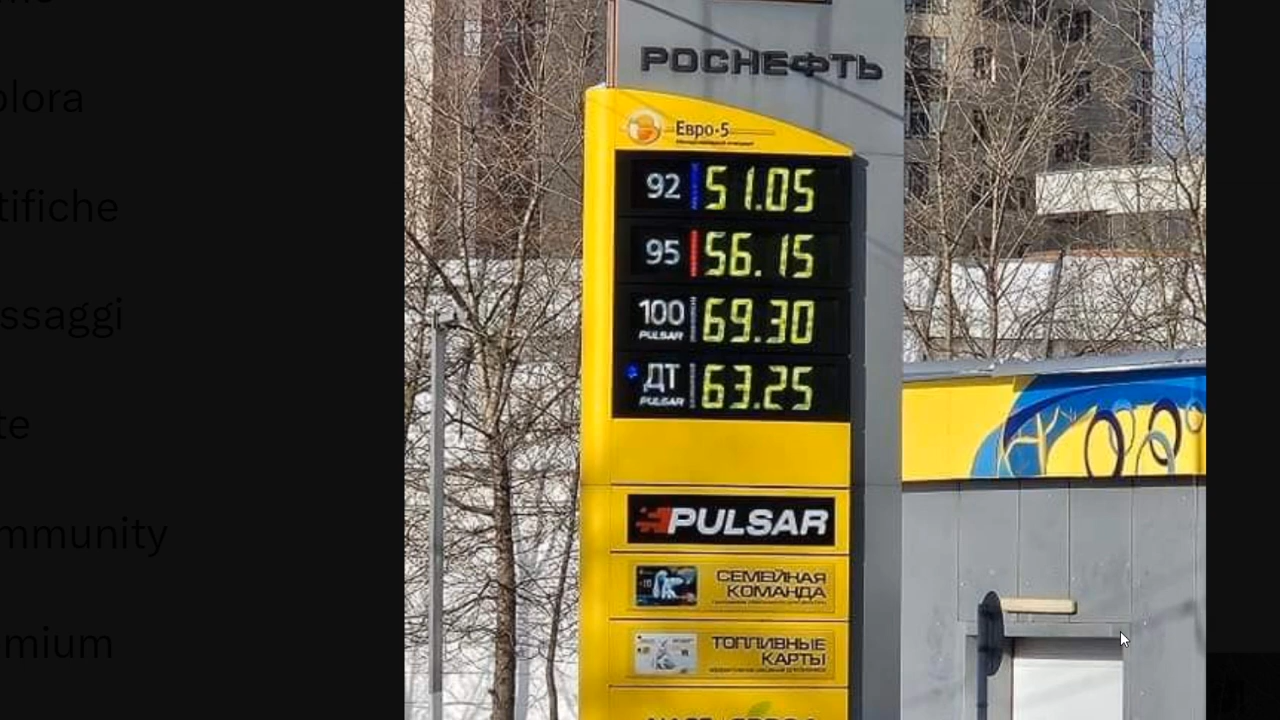 plora
tifiche
ssaggi
te
mmunity
mium
РОСНЕФТЬ
Евро-5
92 51.05
95 56.15
100 69.30
PULSAR
ДТ 63.25
PULSAR
PULSAR
СЕМЕЙНАЯ
КОМАНДА
ТОПЛИВНЫЕ
КАРТЫ